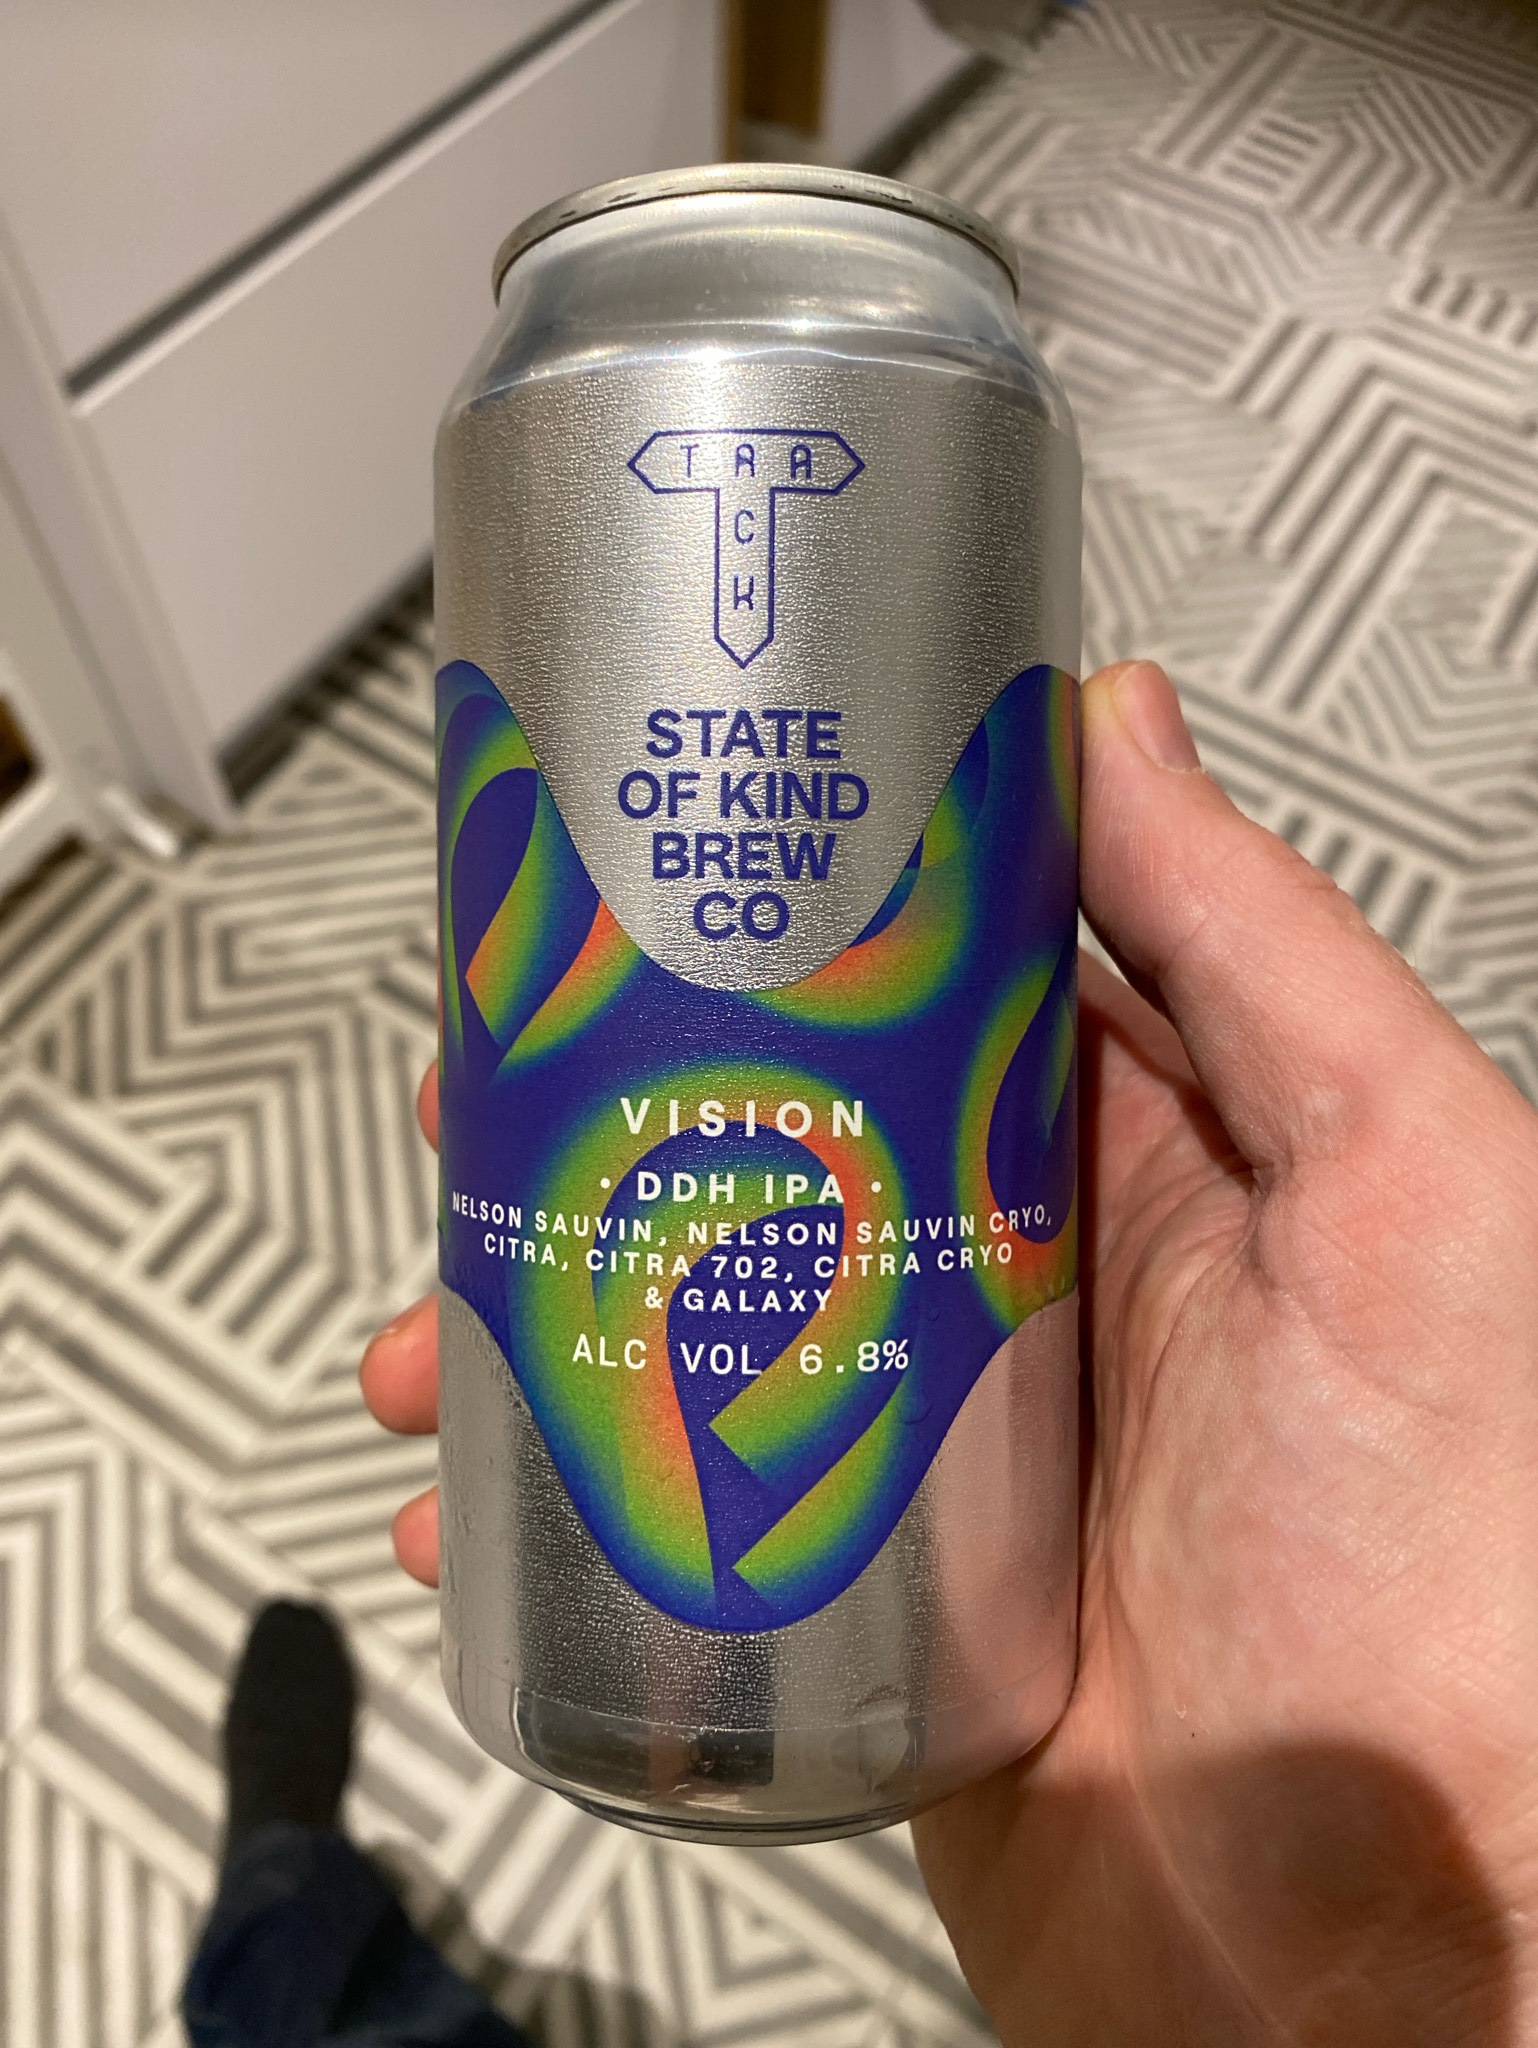 TRA
C
K
STATE
OF KIND
BREW
CO
VISION
• DDH IPA •
NELSON SAUVIN, NELSON SAUVIN CRYO,
CITRA, CITRA 702, CITRA CRYO
& GALAXY
ALC VOL 6.8%